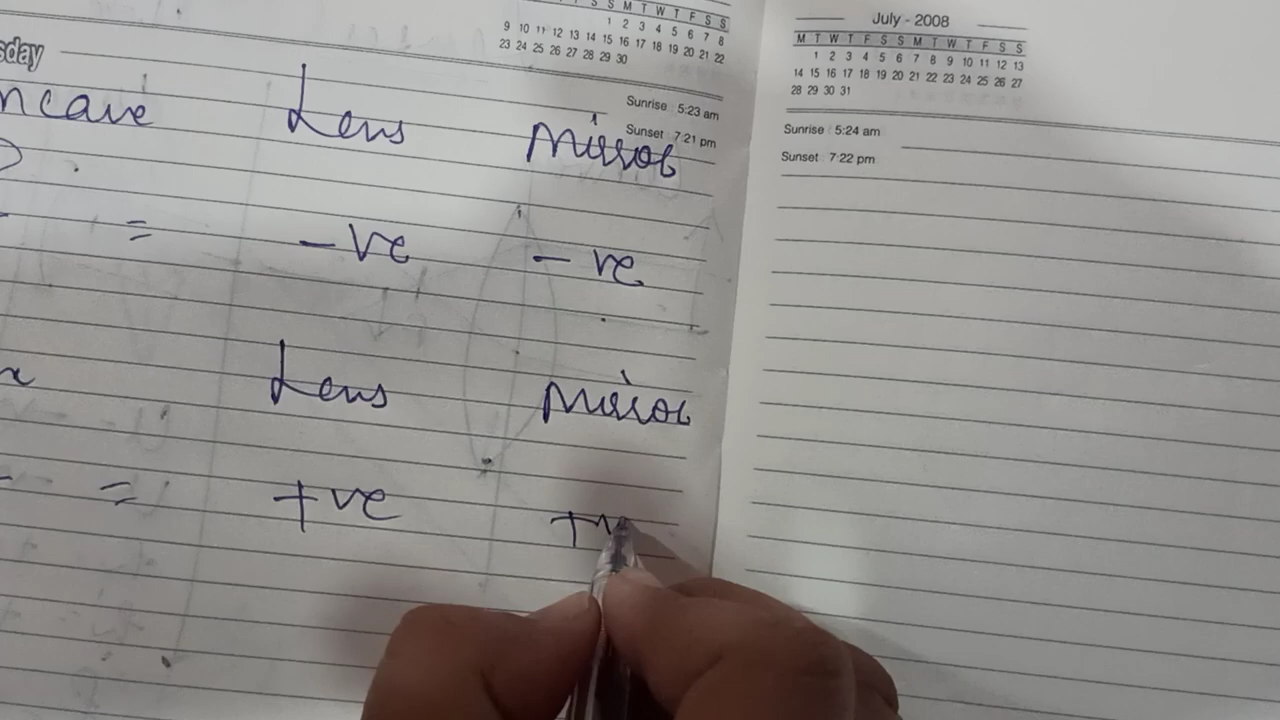 S M T W T F S S
1 2 3 4 5 6 7 8
9 10 11 12 13 14 15 16 17 18 19 20 21 22
23 24 25 26 27 28 29 30
sday
Sunrise : 5:23 am
Sunset : 7:21 pm
ncave Lens Mirror
= -ve -ve
x Lens Mirror
= +ve +v
July - 2008
M T W T F S S M T W T F S S
1 2 3 4 5 6 7 8 9 10 11 12 13
14 15 16 17 18 19 20 21 22 23 24 25 26 27
28 29 30 31
Sunrise : 5:24 am
Sunset : 7:22 pm